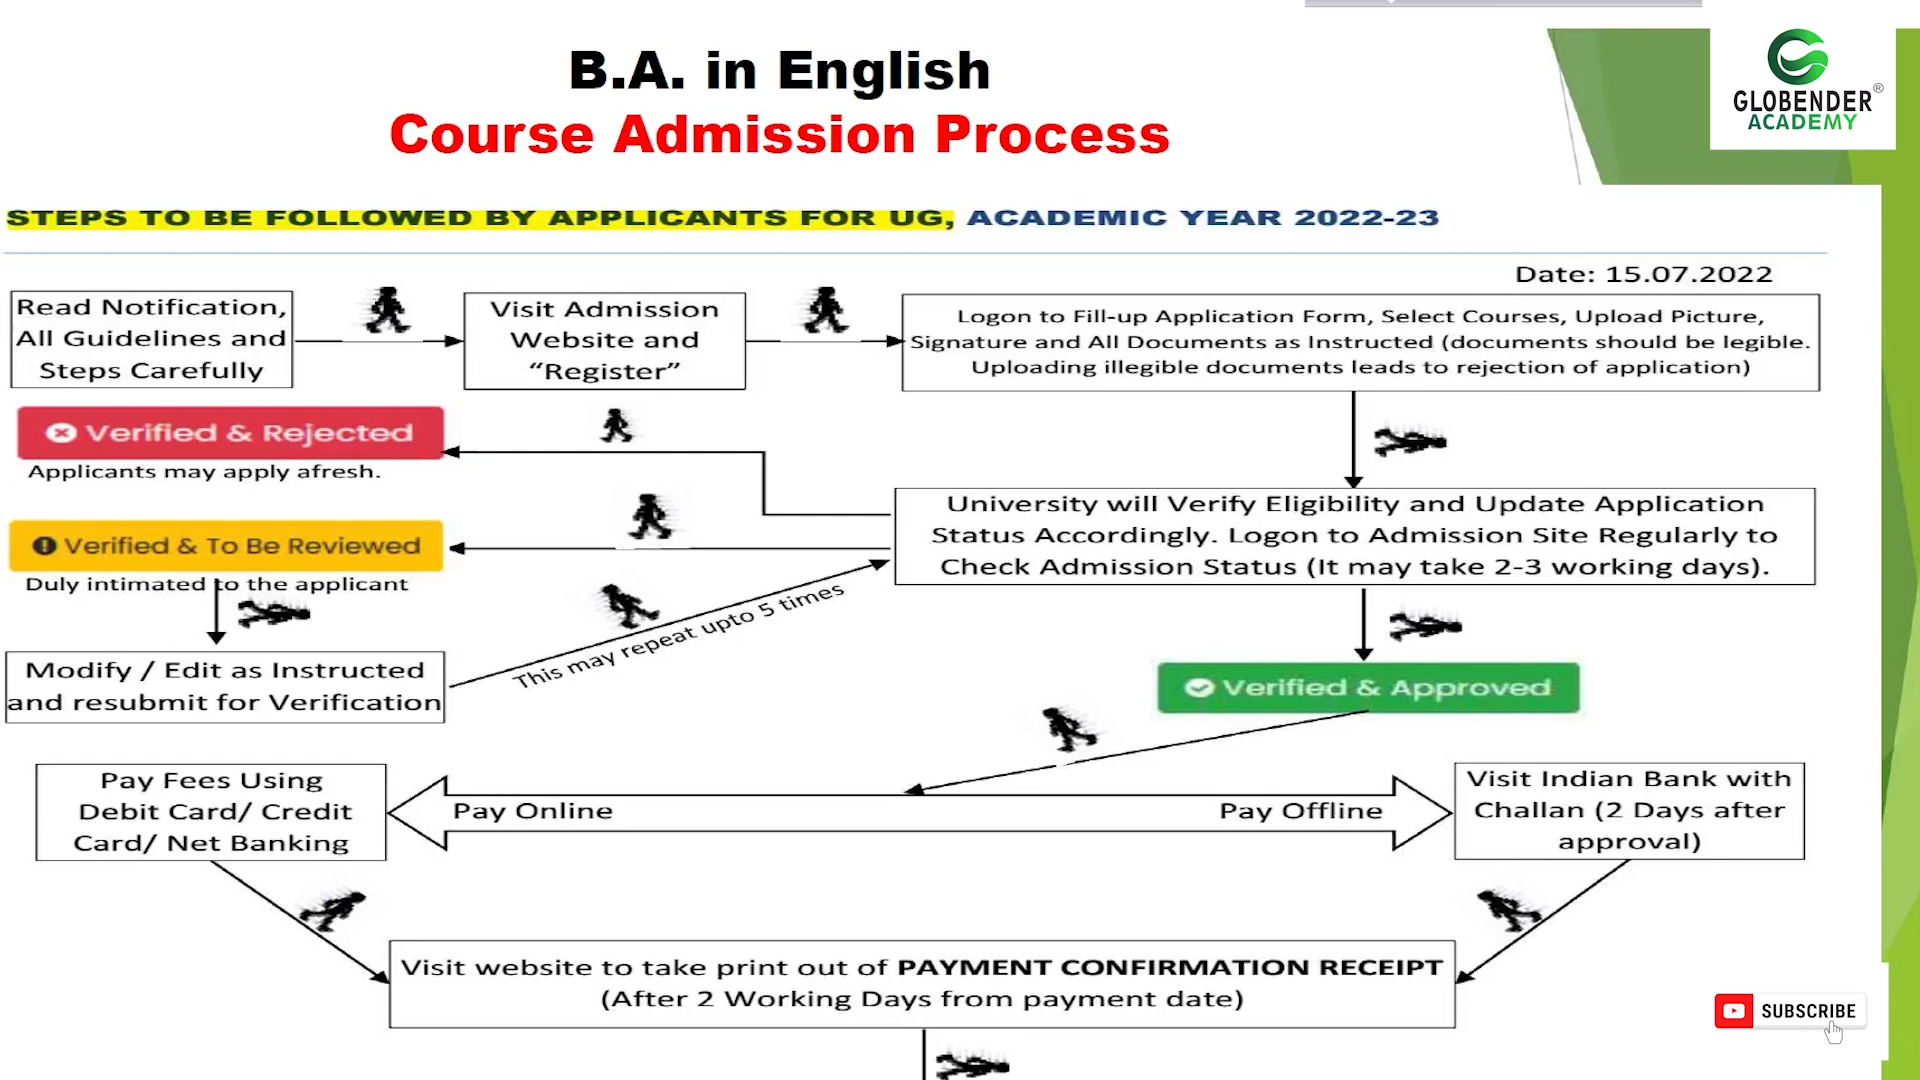 B.A. in English
Course Admission Process
GLOBENDER®
ACADEMY
STEPS TO BE FOLLOWED BY APPLICANTS FOR UG, ACADEMIC YEAR 2022-23
Date: 15.07.2022
Read Notification,
All Guidelines and
Steps Carefully
Visit Admission
Website and
“Register”
Logon to Fill-up Application Form, Select Courses, Upload Picture,
Signature and All Documents as Instructed (documents should be legible.
Uploading illegible documents leads to rejection of application)
Verified & Rejected
Applicants may apply afresh.
University will Verify Eligibility and Update Application
Status Accordingly. Logon to Admission Site Regularly to
Check Admission Status (It may take 2-3 working days).
Verified & To Be Reviewed
Duly intimated to the applicant
This may repeat upto 5 times
Modify / Edit as Instructed
and resubmit for Verification
Verified & Approved
Pay Fees Using
Debit Card/ Credit
Card/ Net Banking
Pay Online
Pay Offline
Visit Indian Bank with
Challan (2 Days after
approval)
Visit website to take print out of PAYMENT CONFIRMATION RECEIPT
(After 2 Working Days from payment date)
SUBSCRIBE